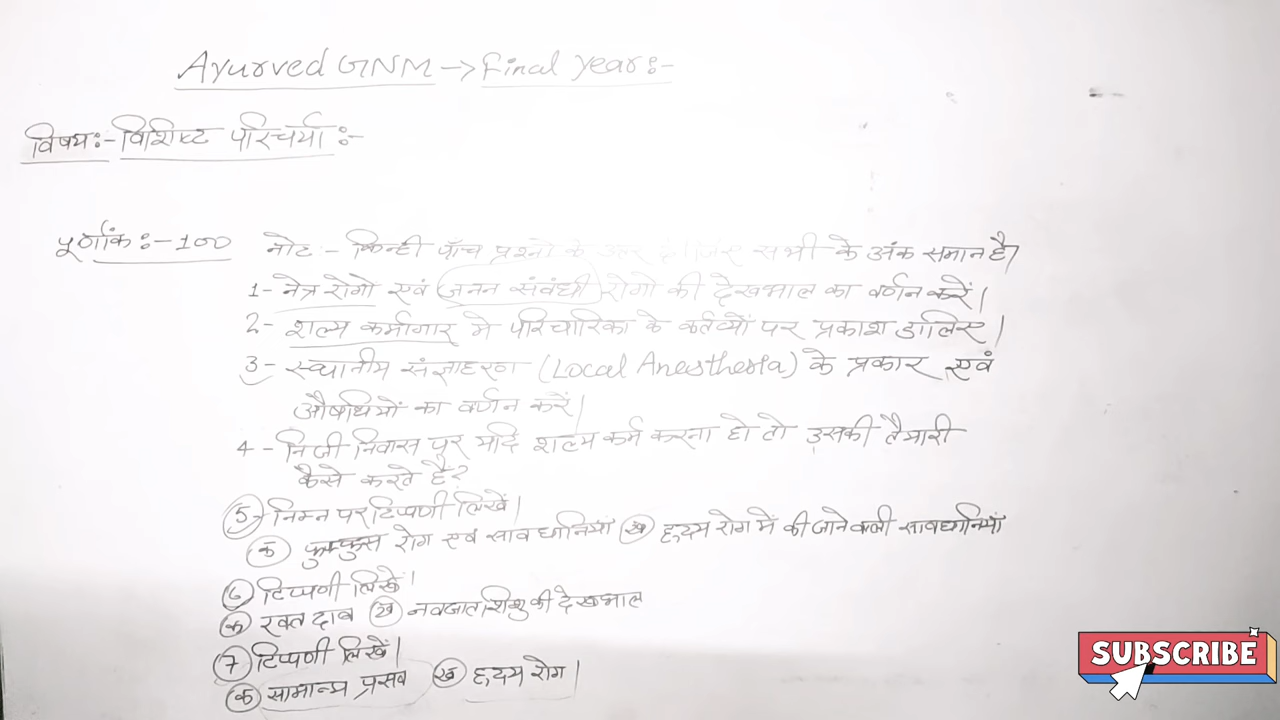 Ayurved GNM → Final year:-
विषय:- विशिष्ट परिचर्या :-
पूर्णांक:- 100 नोट:- किन्ही पाँच प्रश्नो के उत्तर दीजिए सभी के अंक समान है।
1- नेत्र रोगो एवं जनन संबंधी रोगो की देखभाल का वर्णन करें।
2- शल्य कर्मागार मे परिचारिका के कर्तव्यों पर प्रकाश डालिए।
3- स्थानीय संज्ञाहरण (Local Anesthesia) के प्रकार एवं
औषधियों का वर्णन करें।
4- निजी निवास पर यदि शल्य कर्म करना हो तो उसकी तैयारी
कैसे करते है?
5- निम्न पर टिप्पणी लिखें।
क फुफ्फुस रोग एवं सावधानियां ख हृदय रोग में की जाने वाली सावधानियाँ
6 टिप्पणी लिखें।
क रक्त दाब ख नवजात शिशु की देखभाल
7 टिप्पणी लिखें।
क सामान्य प्रसव ख हृदय रोग।
SUBSCRIBE